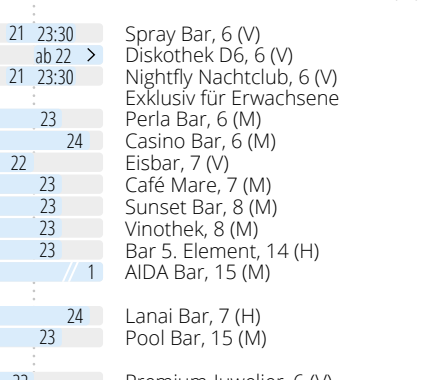 21 23:30 Spray Bar, 6 (V)
ab 22 > Diskothek D6, 6 (V)
21 23:30 Nightfly Nachtclub, 6 (V)
Exklusiv für Erwachsene
23 Perla Bar, 6 (M)
24 Casino Bar, 6 (M)
22 Eisbar, 7 (V)
23 Café Mare, 7 (M)
23 Sunset Bar, 8 (M)
23 Vinothek, 8 (M)
23 Bar 5. Element, 14 (H)
// 1 AIDA Bar, 15 (M)
24 Lanai Bar, 7 (H)
23 Pool Bar, 15 (M)
Premium Juwelier, 6 (V)